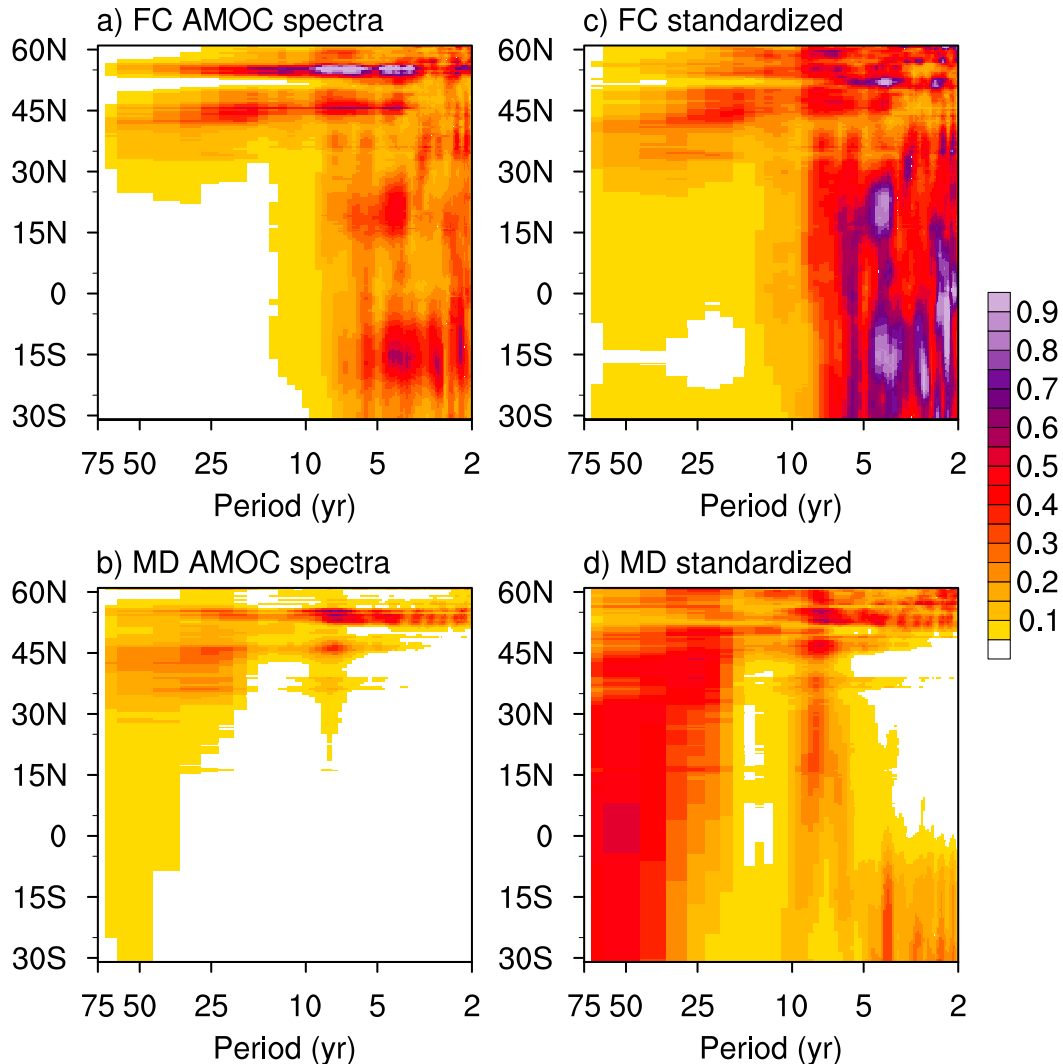 a) FC AMOC spectra
60N
45N
30N
15N
0
15S
30S
75 50 25 10 5 2
Period (yr)
c) FC standardized
60N
45N
30N
15N
0
15S
30S
75 50 25 10 5 2
Period (yr)
b) MD AMOC spectra
60N
45N
30N
15N
0
15S
30S
75 50 25 10 5 2
Period (yr)
d) MD standardized
60N
45N
30N
15N
0
15S
30S
75 50 25 10 5 2
Period (yr)
0.9
0.8
0.7
0.6
0.5
0.4
0.3
0.2
0.1